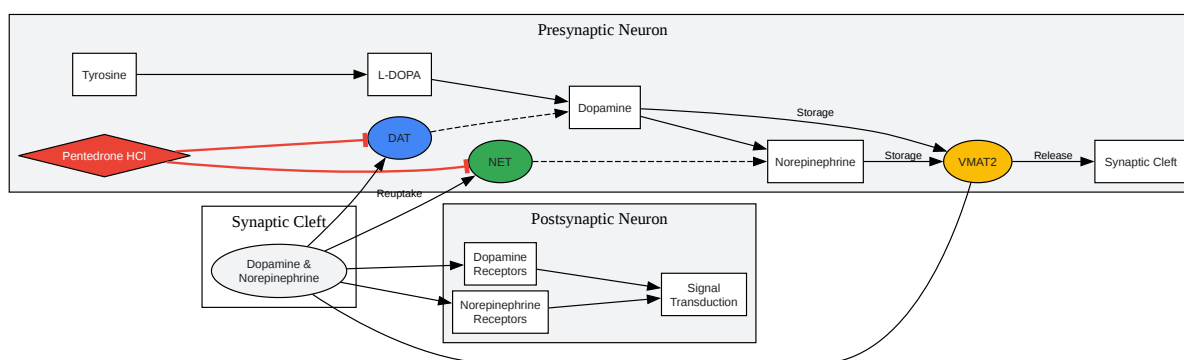 Presynaptic Neuron
Tyrosine
L-DOPA
Dopamine
Storage
DAT
Pentedrone HCl
NET
Norepinephrine
Storage
VMAT2
Release
Synaptic Cleft
Reuptake
Synaptic Cleft
Dopamine &
Norepinephrine
Postsynaptic Neuron
Dopamine
Receptors
Norepinephrine
Receptors
Signal
Transduction